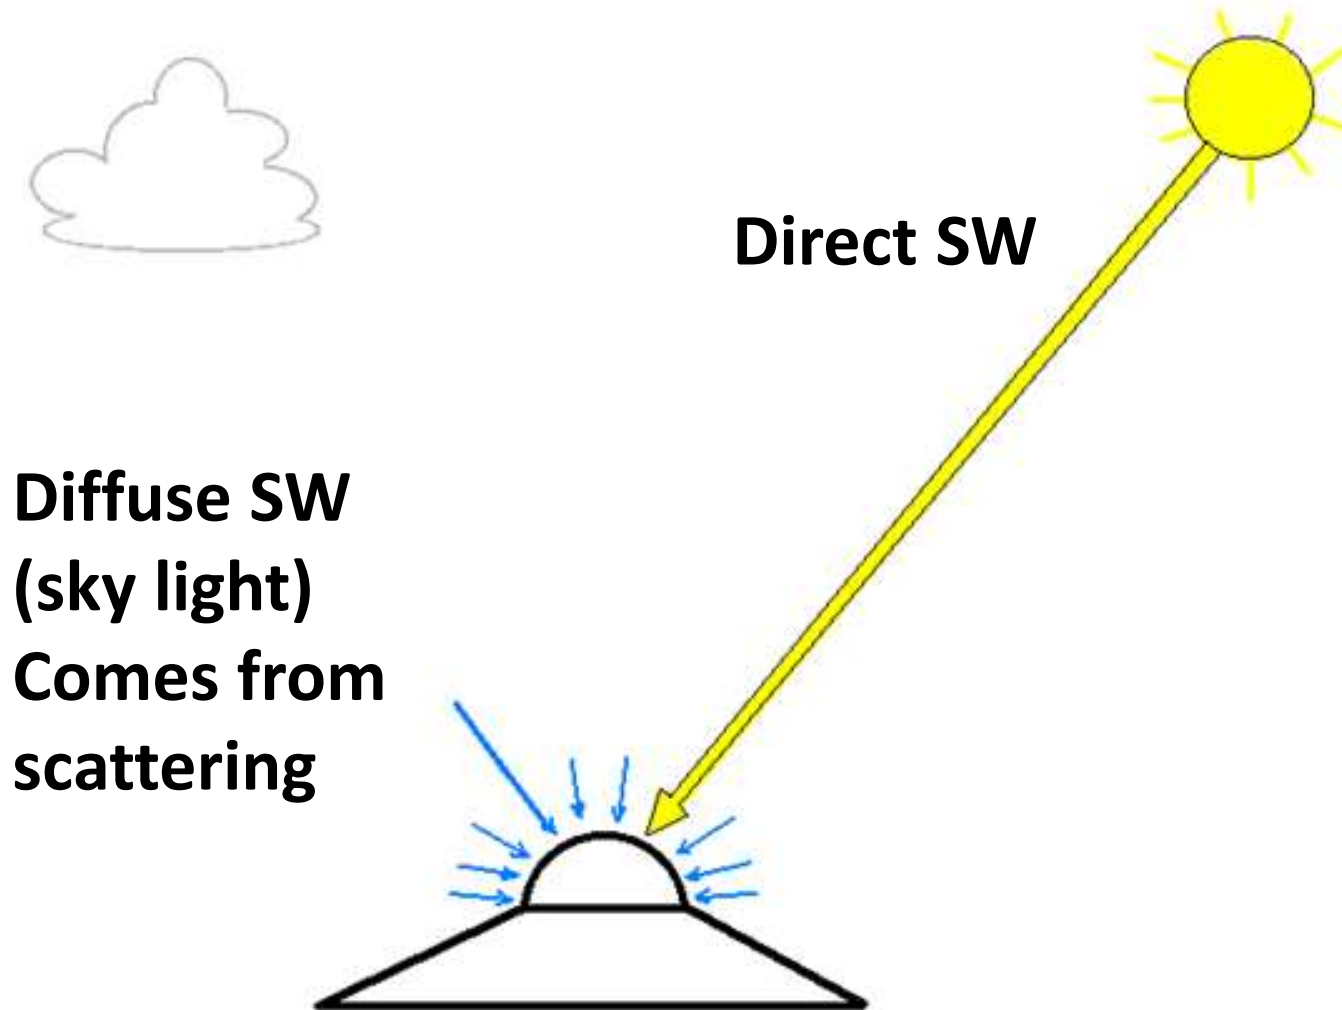 Direct SW
Diffuse SW
(sky light)
Comes from
scattering